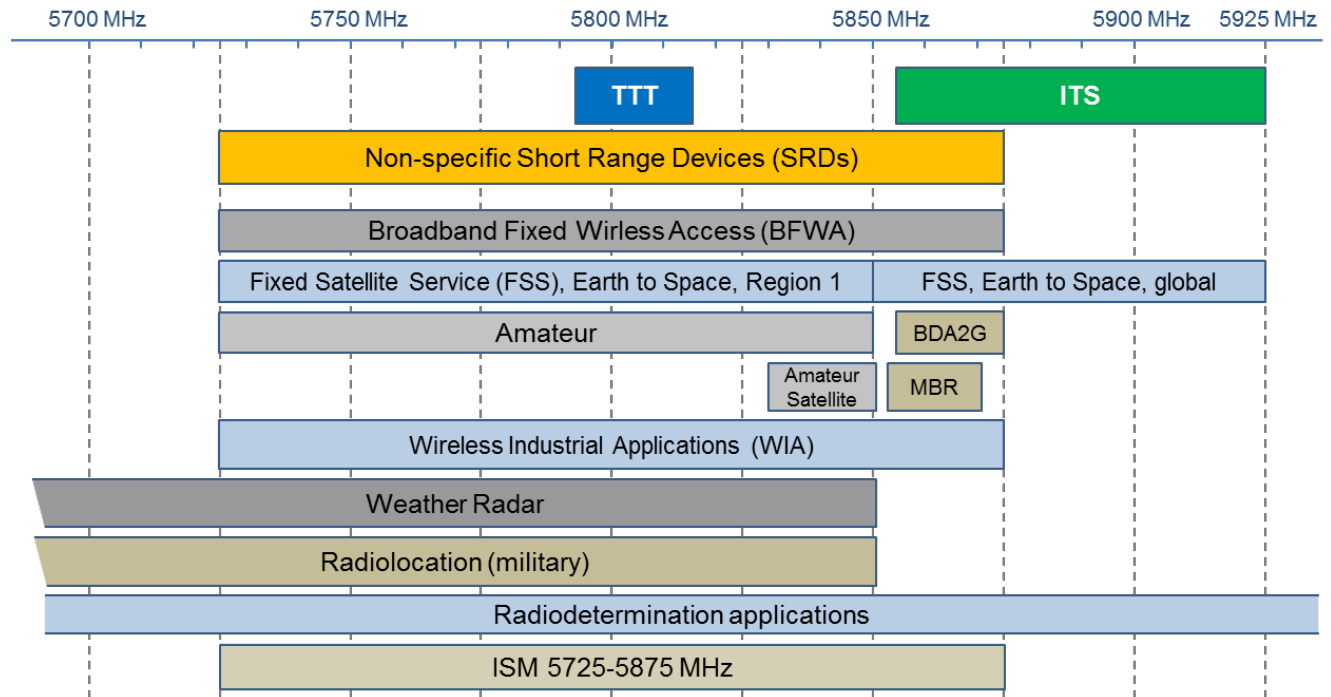 5700 MHz 5750 MHz 5800 MHz 5850 MHz 5900 MHz 5925 MHz
TTT ITS
Non-specific Short Range Devices (SRDs)
Broadband Fixed Wirless Access (BFWA)
Fixed Satellite Service (FSS), Earth to Space, Region 1 FSS, Earth to Space, global
Amateur BDA2G
Amateur
Satellite
MBR
Wireless Industrial Applications (WIA)
Weather Radar
Radiolocation (military)
Radiodetermination applications
ISM 5725-5875 MHz